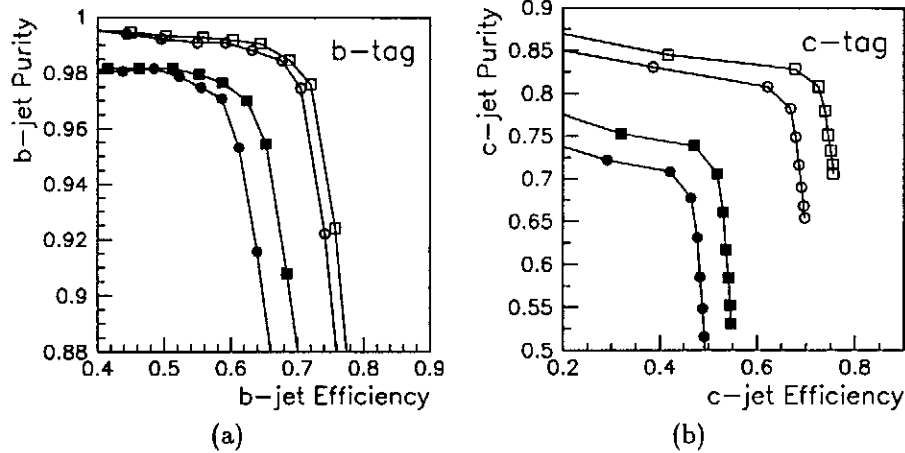 b-jet Purity
1
0.98
0.96
0.94
0.92
0.9
0.88
b-tag
0.4 0.5 0.6 0.7 0.8 0.9
b-jet Efficiency
(a)
c-jet Purity
0.85
0.85
0.8
0.75
0.7
0.65
0.6
0.55
0.5
c-tag
0.2 0.4 0.6 0.8
c-jet Efficiency
(b)